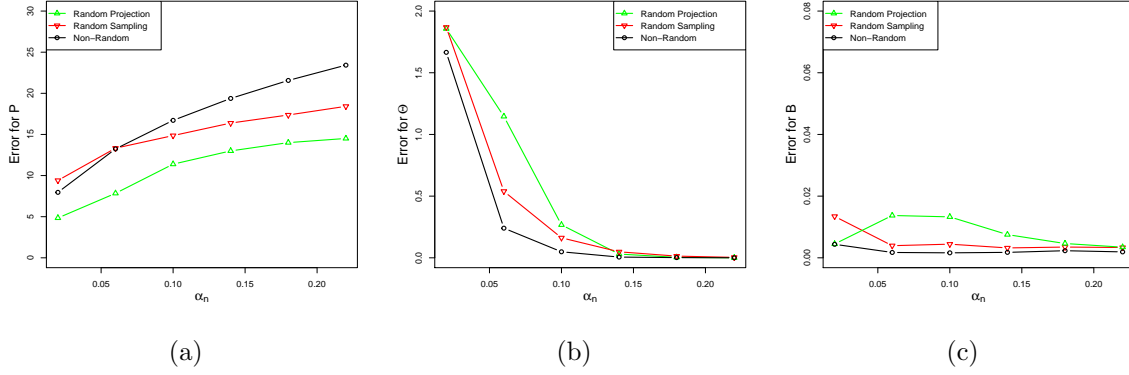 Random Projection
Random Sampling
Non−Random
Error for P
0
5
10
15
20
25
30
0.05
0.10
0.15
0.20
αn
(a)
Random Projection
Random Sampling
Non−Random
Error for Θ
0.0
0.5
1.0
1.5
2.0
0.05
0.10
0.15
0.20
αn
(b)
Random Projection
Random Sampling
Non−Random
Error for B
0.00
0.02
0.04
0.06
0.08
0.05
0.10
0.15
0.20
αn
(c)